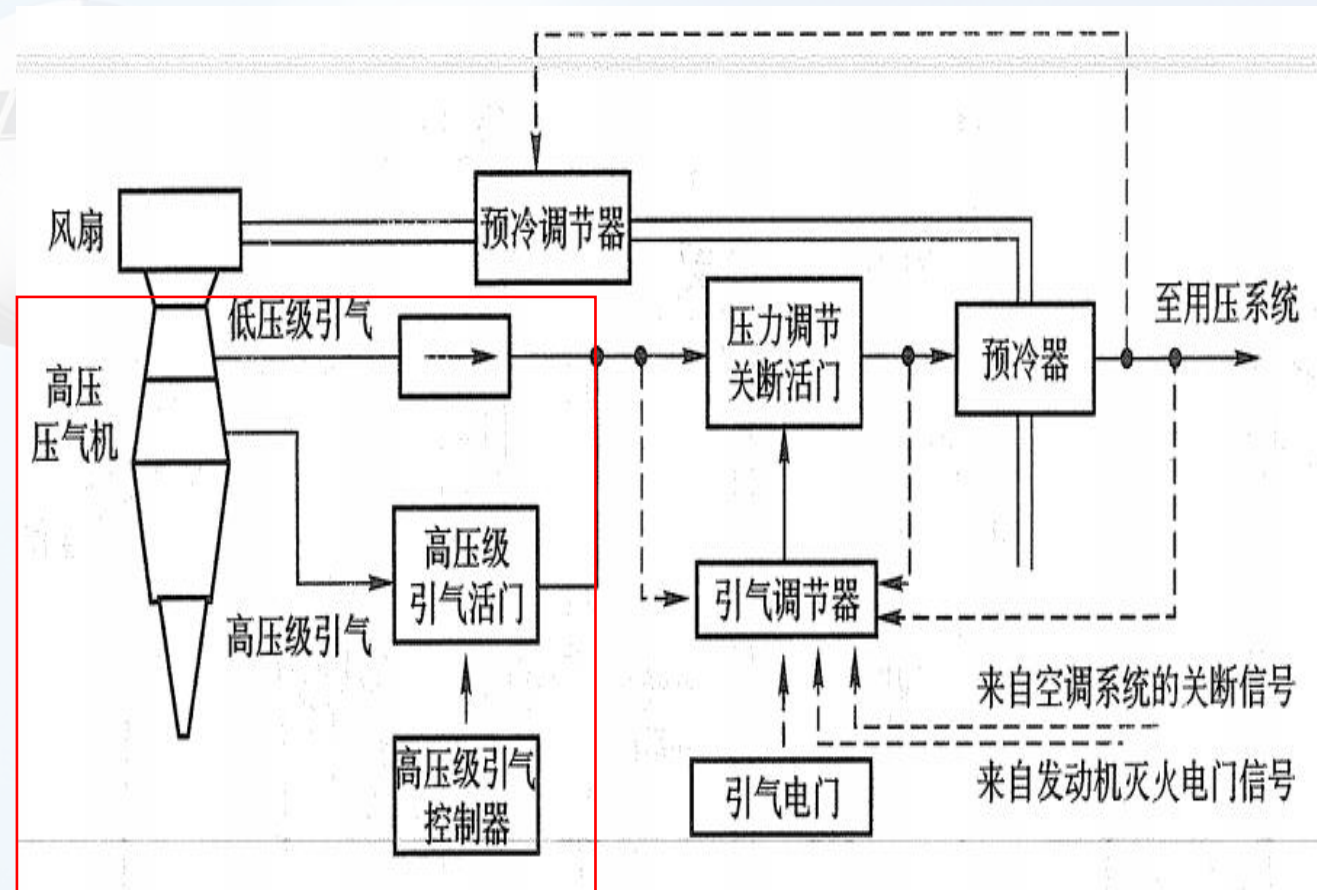 风扇
预冷调节器
低压级引气
高压
压气机
压力调节
关断活门
预冷器
至用压系统
高压级
引气活门
高压级引气
引气调节器
高压级引气
控制器
引气电门
来自空调系统的关断信号
来自发动机灭火电门信号